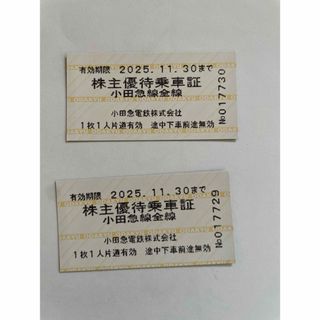 有効期限 2025.11.30まで
株主優待乗車証
小田急線全線
小田急電鉄株式会社
1枚1人片道有効 途中下車前途無効
№017730
有効期限 2025.11.30まで
株主優待乗車証
小田急線全線
小田急電鉄株式会社
1枚1人片道有効 途中下車前途無効
№017729